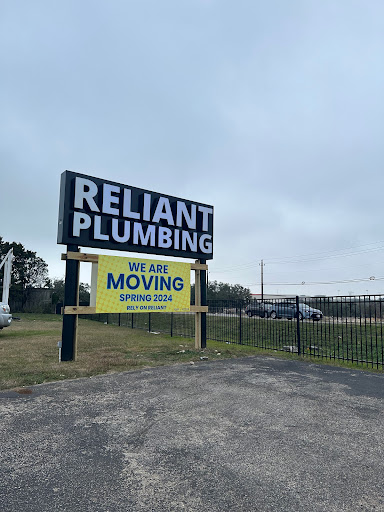 RELIANT
PLUMBING
WE ARE
MOVING
SPRING 2024
RELY ON RELIANT